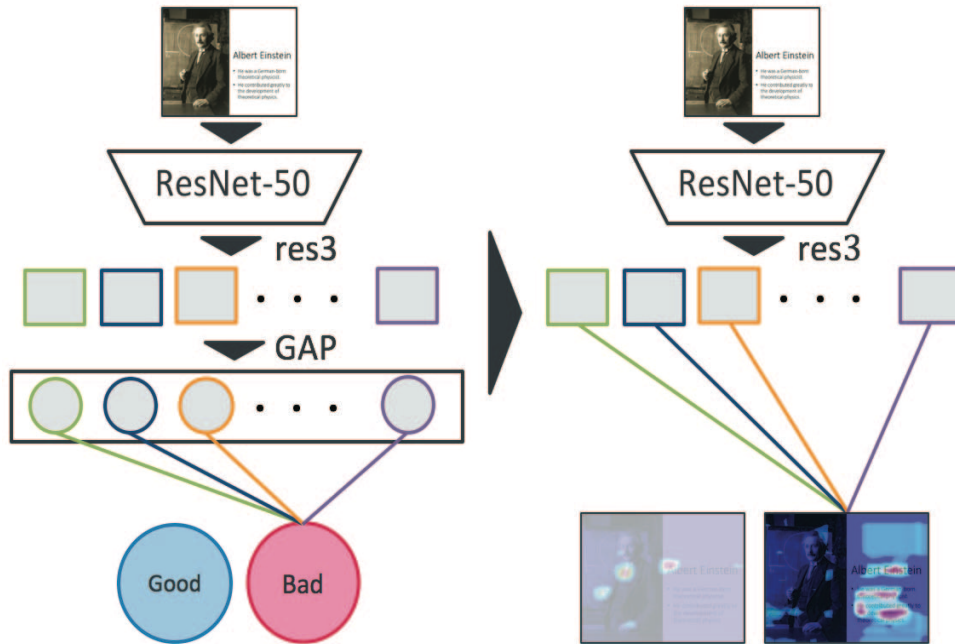 Albert Einstein
• He was a German-born
theoretical physicist
• He contributed greatly to
the development of
theoretical physics
ResNet-50
res3
GAP
Good
Bad
Albert Einstein
• He was a German-born
theoretical physicist
• He contributed greatly to
the development of
theoretical physics
ResNet-50
res3
Albert Einstein
Albert Einstein